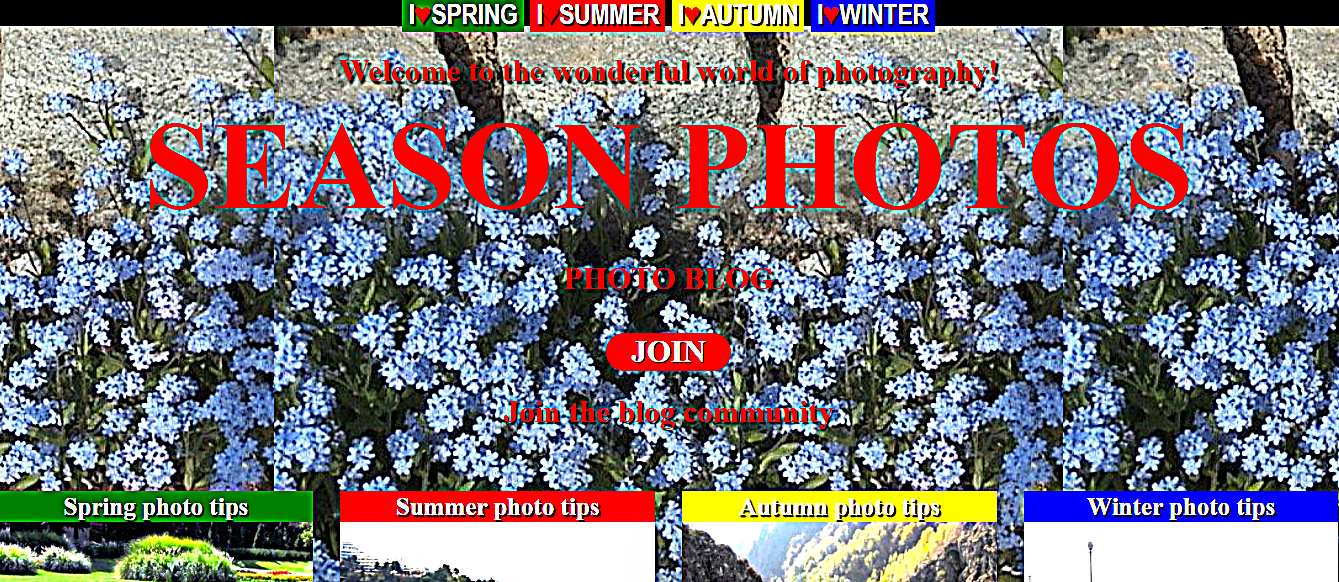 I♥SPRING I♥SUMMER I♥AUTUMN I♥WINTER
Welcome to the wonderful world of photography!
SEASON PHOTOS
PHOTO BLOG
JOIN
Join the blog community
Spring photo tips Summer photo tips Autumn photo tips Winter photo tips